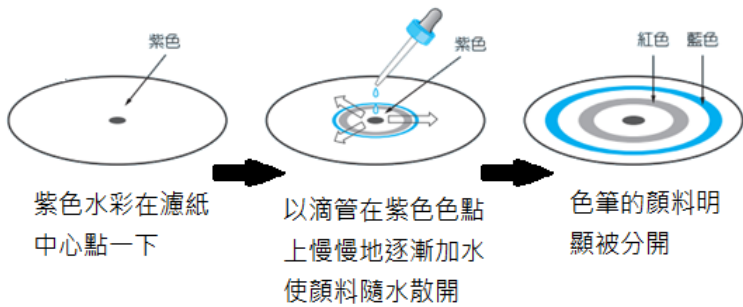 紫色
紫色
紅色 藍色
紫色水彩在濾紙
中心點一下
以滴管在紫色色點
上慢慢地逐漸加水
使顏料隨水散開
色筆的顏料明
顯被分開